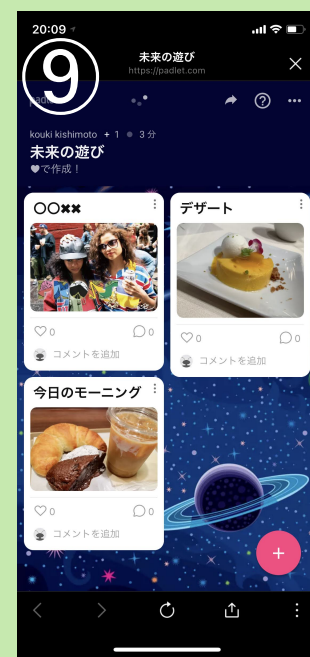 20:09
⑨
未来の遊び
https://padlet.com
padlet
kouki kishimoto + 1 ● 3 分
未来の遊び
♥で作成！
〇〇✖✖
♡ 0 0
コメントを追加
デザート
♡ 0 0
コメントを追加
今日のモーニング
♡ 0 0
コメントを追加